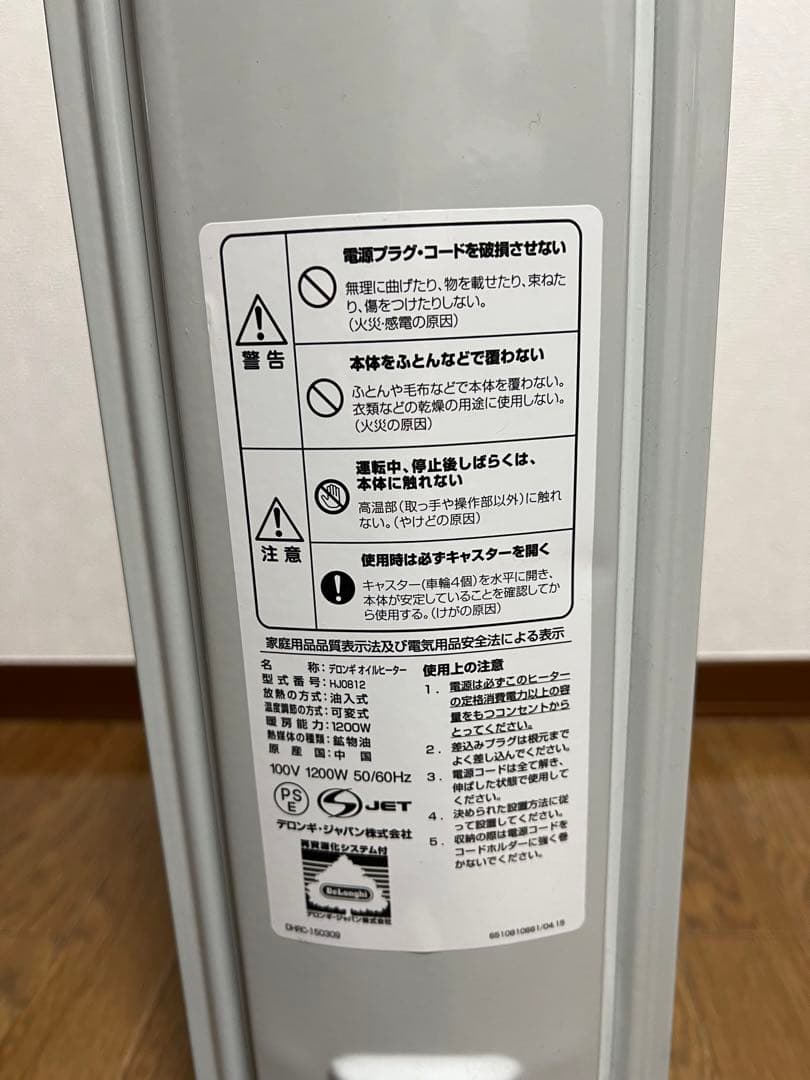 警告
電源プラグ・コードを破損させない
無理に曲げたり、物を載せたり、束ねた
り、傷をつけたりしない。
(火災・感電の原因)
本体をふとんなどで覆わない
ふとんや毛布などで本体を覆わない。
衣類などの乾燥の用途に使用しない。
(火災の原因)
注意
運転中、停止後しばらくは、
本体に触れない
高温部(取っ手や操作部以外)に触れ
ない。(やけどの原因)
使用時は必ずキャスターを開く
キャスター(車輪4個)を水平に開き、
本体が安定していることを確認してか
ら使用する。(けがの原因)
家庭用品品質表示法及び電気用品安全法による表示
名称:デロンギ オイルヒーター
型式番号:HJ0812
放熱の方式:油入式
温度調節の方式:可変式
暖房能力:1200W
熱媒体の種類:鉱物油
原産国:中国
100V 1200W 50/60Hz
PS
E
JET
デロンギ・ジャパン株式会社
再資源化システム付
DeLonghi
デロンギ・ジャパン株式会社
DHRC-150309
使用上の注意
1. 電源は必ずこのヒーター
の定格消費電力以上の容
量をもつコンセントから
とってください。
2. 差込みプラグは根元まで
よく差し込んでください。
3. 電源コードは全て解き、
伸ばした状態で使用して
ください。
4. 決められた設置方法に従
って設置してください。
5. 収納の際は電源コードを
コードホルダーに強く巻
かないでください。
6510810661/04.15